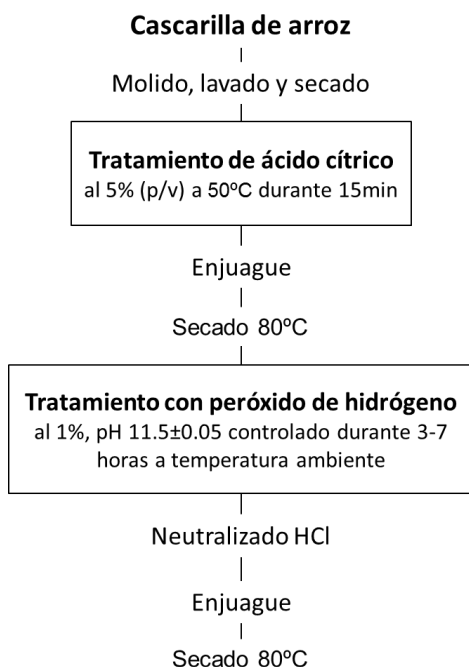 Cascarilla de arroz
Molido, lavado y secado
Tratamiento de ácido cítrico
al 5% (p/v) a 50ºC durante 15min
Enjuague
Secado 80ºC
Tratamiento con peróxido de hidrógeno
al 1%, pH 11.5±0.05 controlado durante 3-7
horas a temperatura ambiente
Neutralizado HCl
Enjuague
Secado 80ºC